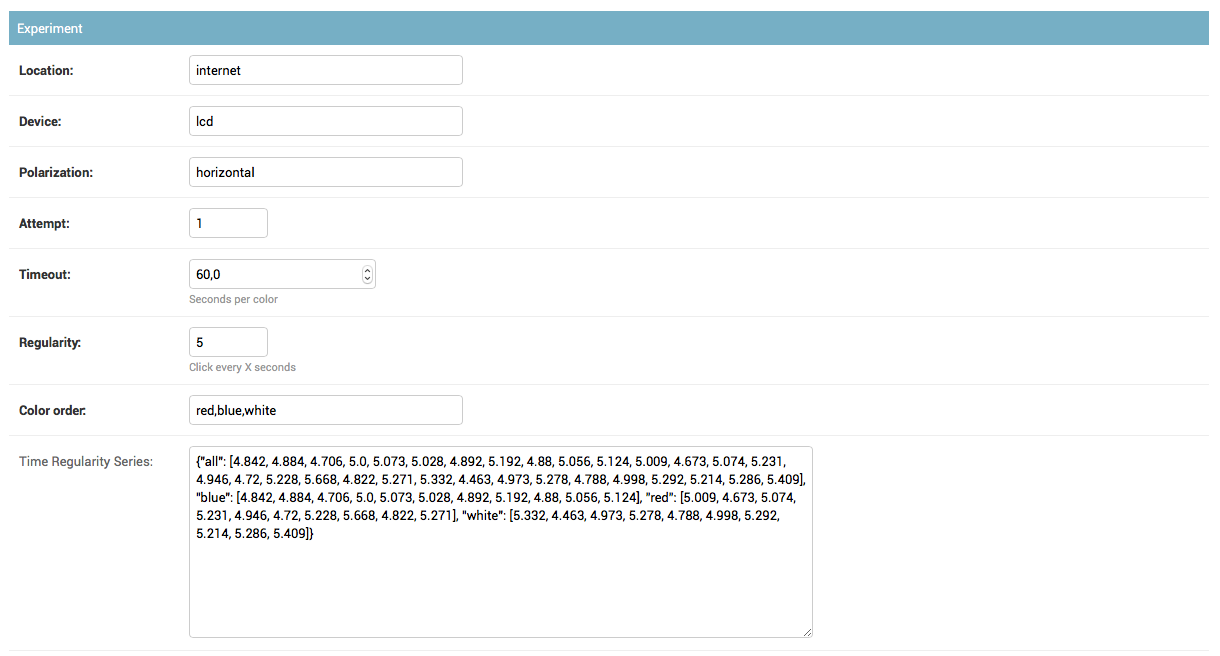 Experiment
Location: internet
Device: lcd
Polarization: horizontal
Attempt: 1
Timeout: 60,0
Seconds per color
Regularity: 5
Click every X seconds
Color order: red,blue,white
Time Regularity Series: {"all": [4.842, 4.884, 4.706, 5.0, 5.073, 5.028, 4.892, 5.192, 4.88, 5.056, 5.124, 5.009, 4.673, 5.074, 5.231,
4.946, 4.72, 5.228, 5.668, 4.822, 5.271, 5.332, 4.463, 4.973, 5.278, 4.788, 4.998, 5.292, 5.214, 5.286, 5.409],
"blue": [4.842, 4.884, 4.706, 5.0, 5.073, 5.028, 4.892, 5.192, 4.88, 5.056, 5.124], "red": [5.009, 4.673, 5.074,
5.231, 4.946, 4.72, 5.228, 5.668, 4.822, 5.271], "white": [5.332, 4.463, 4.973, 5.278, 4.788, 4.998, 5.292,
5.214, 5.286, 5.409]}